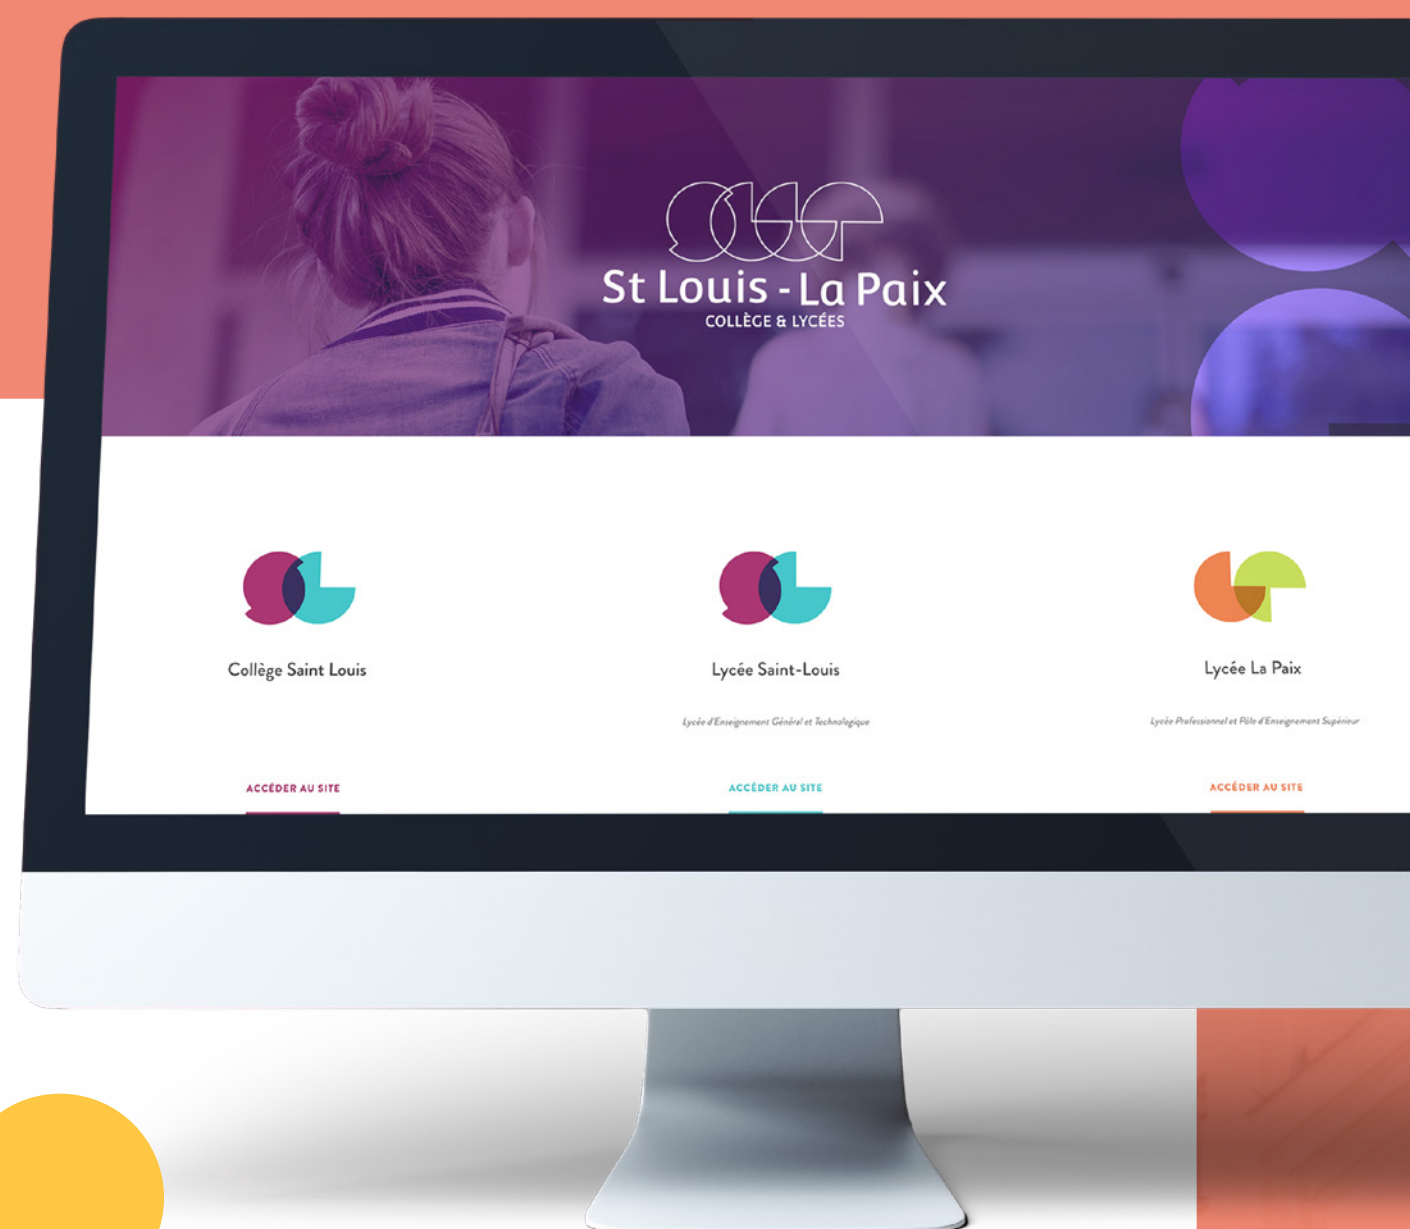 St Louis - La Paix
COLLÈGE & LYCÉES
Collège Saint Louis
Lycée Saint-Louis
Lycée La Paix
Lycée d'Enseignement Général et Technologique
Lycée Professionnel et Pôle d'Enseignement Supérieur
ACCÉDER AU SITE
ACCÉDER AU SITE
ACCÉDER AU SITE